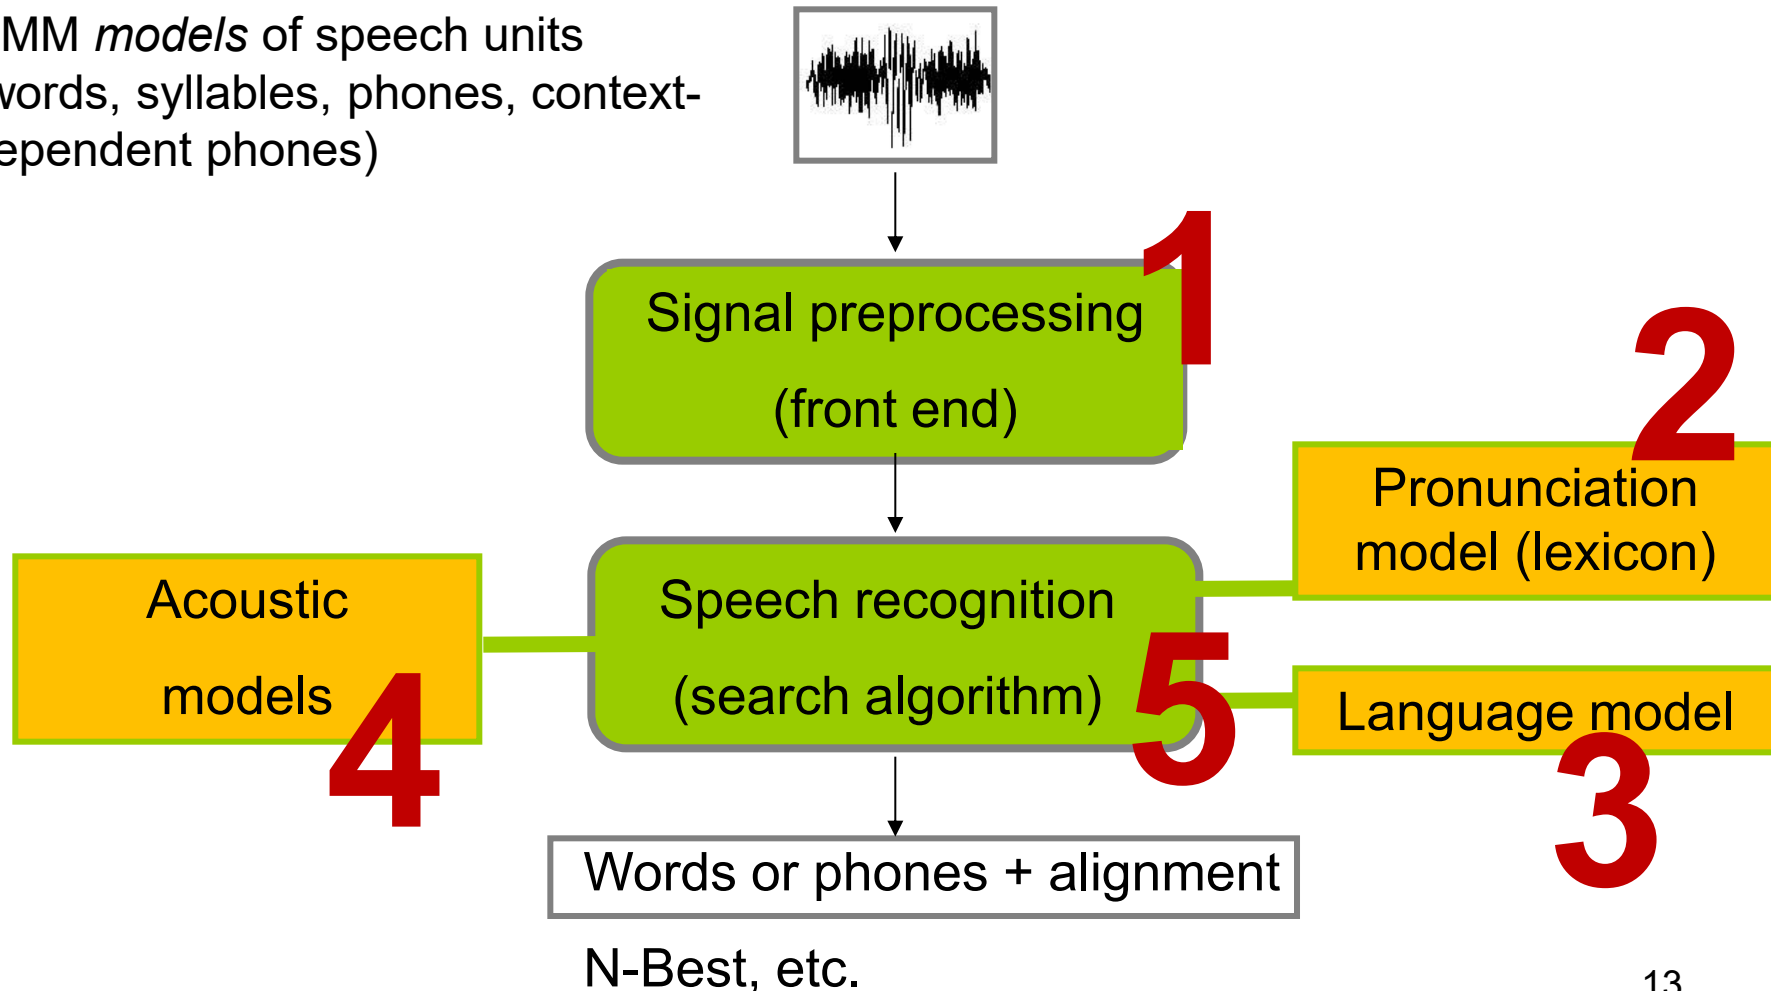 MM models of speech units
words, syllables, phones, context-
ependent phones)
1
Signal preprocessing
(front end)
2
Pronunciation
model (lexicon)
Acoustic
models
4
Speech recognition
(search algorithm)
5
Language model
3
Words or phones + alignment
N-Best, etc.
13